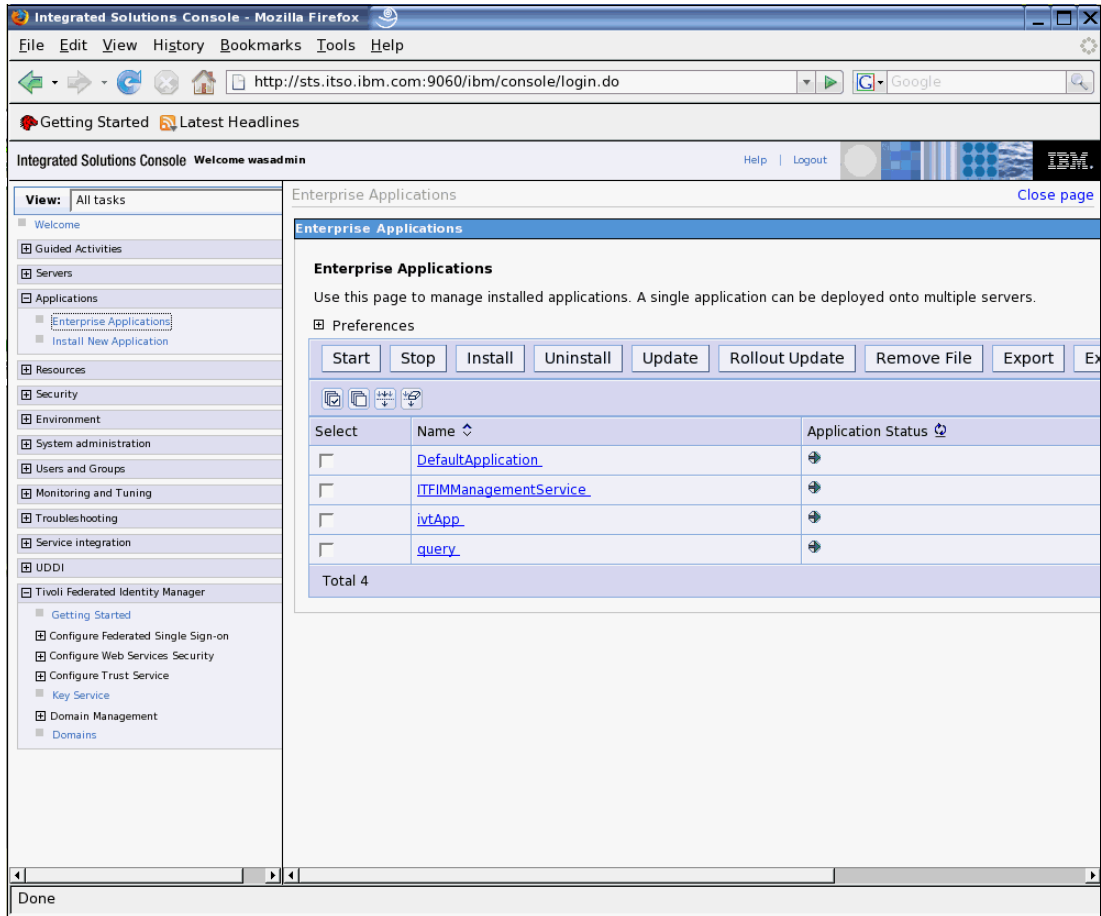 Integrated Solutions Console - Mozilla Firefox
File Edit View History Bookmarks Tools Help
http://sts.itso.ibm.com:9060/ibm/console/login.do
G Google
Getting Started Latest Headlines
Integrated Solutions Console Welcome wasadmin
Help | Logout
IBM.
View: All tasks
Welcome
Guided Activities
Servers
Applications
Enterprise Applications
Install New Application
Resources
Security
Environment
System administration
Users and Groups
Monitoring and Tuning
Troubleshooting
Service integration
UDDI
Tivoli Federated Identity Manager
Getting Started
Configure Federated Single Sign-on
Configure Web Services Security
Configure Trust Service
Key Service
Domain Management
Domains
Enterprise Applications
Close page
Enterprise Applications
Enterprise Applications
Use this page to manage installed applications. A single application can be deployed onto multiple servers.
Preferences
Start Stop Install Uninstall Update Rollout Update Remove File Export Ex
Select Name Application Status
DefaultApplication
ITFIMManagementService
ivtApp
query
Total 4
Done